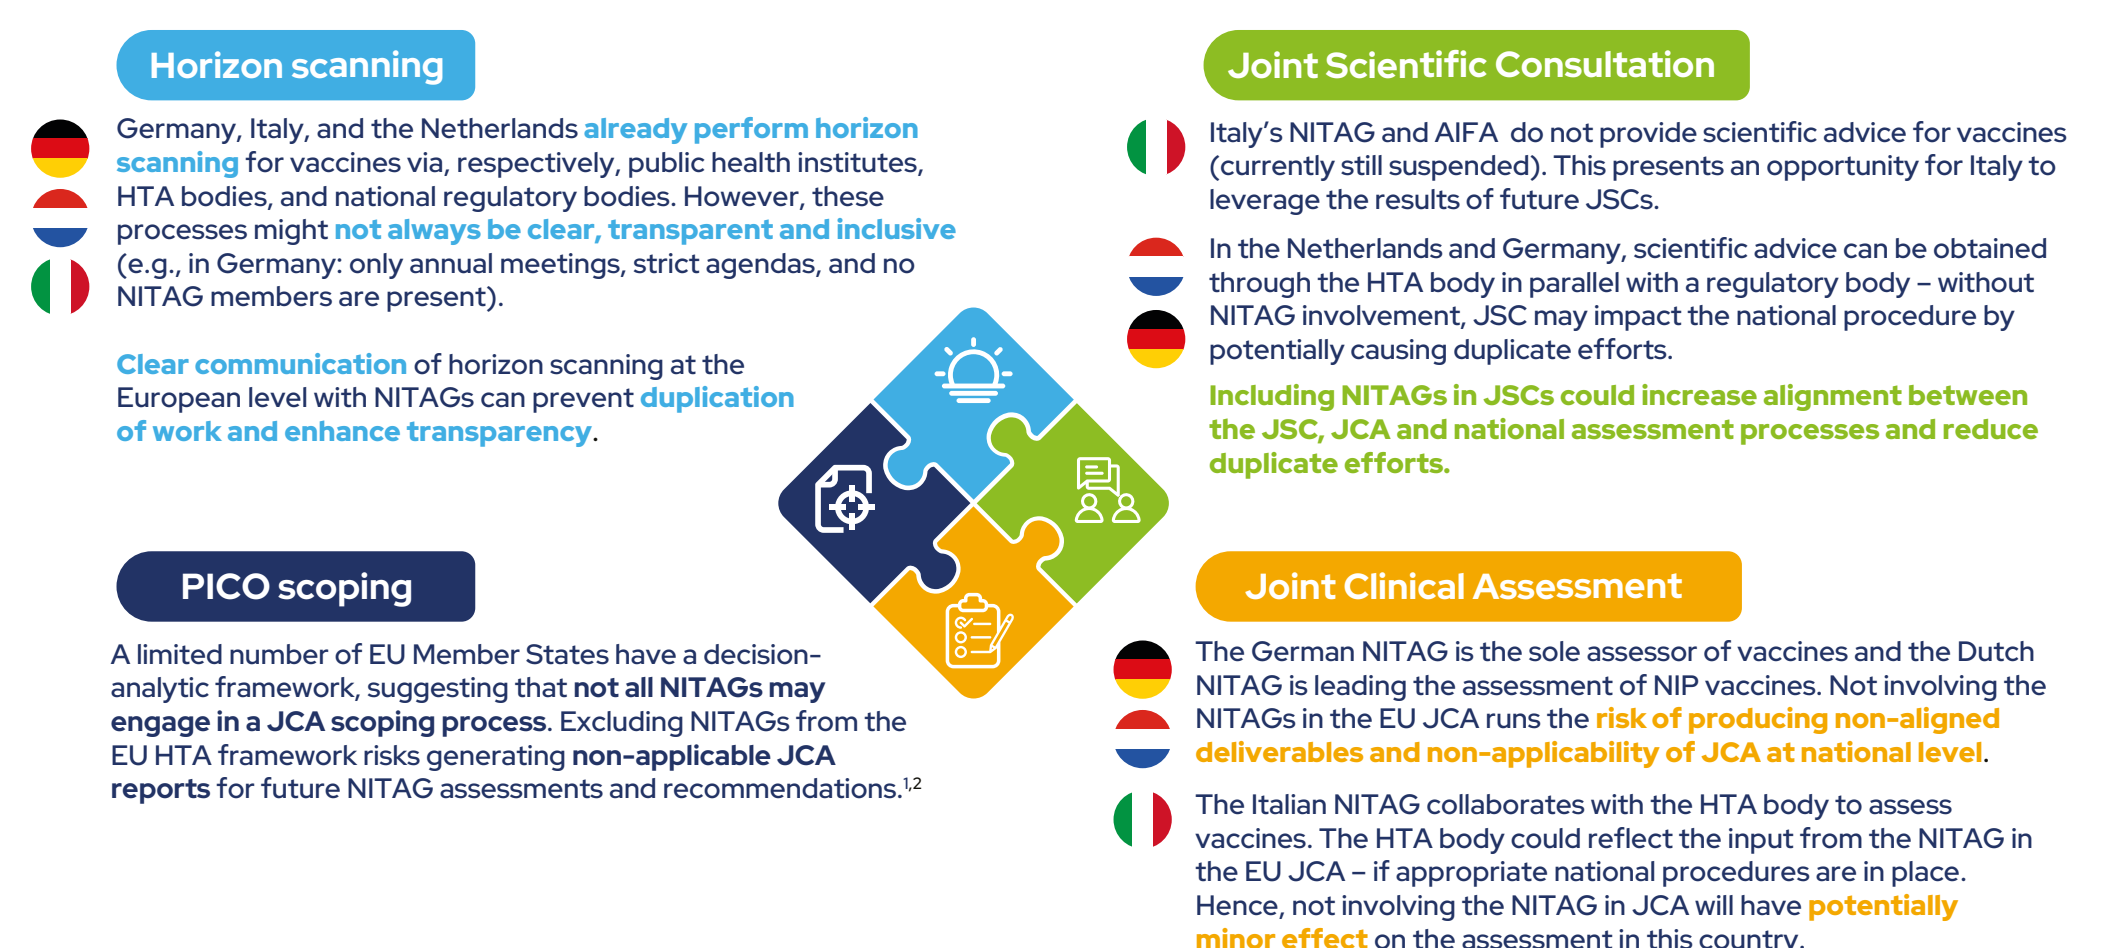 Horizon scanning
Germany, Italy, and the Netherlands already perform horizon
scanning for vaccines via, respectively, public health institutes,
HTA bodies, and national regulatory bodies. However, these
processes might not always be clear, transparent and inclusive
(e.g., in Germany: only annual meetings, strict agendas, and no
NITAG members are present).
Clear communication of horizon scanning at the
European level with NITAGs can prevent duplication
of work and enhance transparency.
Joint Scientific Consultation
Italy's NITAG and AIFA do not provide scientific advice for vaccines
(currently still suspended). This presents an opportunity for Italy to
leverage the results of future JSCs.
In the Netherlands and Germany, scientific advice can be obtained
through the HTA body in parallel with a regulatory body – without
NITAG involvement, JSC may impact the national procedure by
potentially causing duplicate efforts.
Including NITAGs in JSCs could increase alignment between
the JSC, JCA and national assessment processes and reduce
duplicate efforts.
PICO scoping
A limited number of EU Member States have a decision-
analytic framework, suggesting that not all NITAGs may
engage in a JCA scoping process. Excluding NITAGs from the
EU HTA framework risks generating non-applicable JCA
reports for future NITAG assessments and recommendations.1,2
Joint Clinical Assessment
The German NITAG is the sole assessor of vaccines and the Dutch
NITAG is leading the assessment of NIP vaccines. Not involving the
NITAGs in the EU JCA runs the risk of producing non-aligned
deliverables and non-applicability of JCA at national level.
The Italian NITAG collaborates with the HTA body to assess
vaccines. The HTA body could reflect the input from the NITAG in
the EU JCA – if appropriate national procedures are in place.
Hence, not involving the NITAG in JCA will have potentially
minor effect on the assessment in this country.